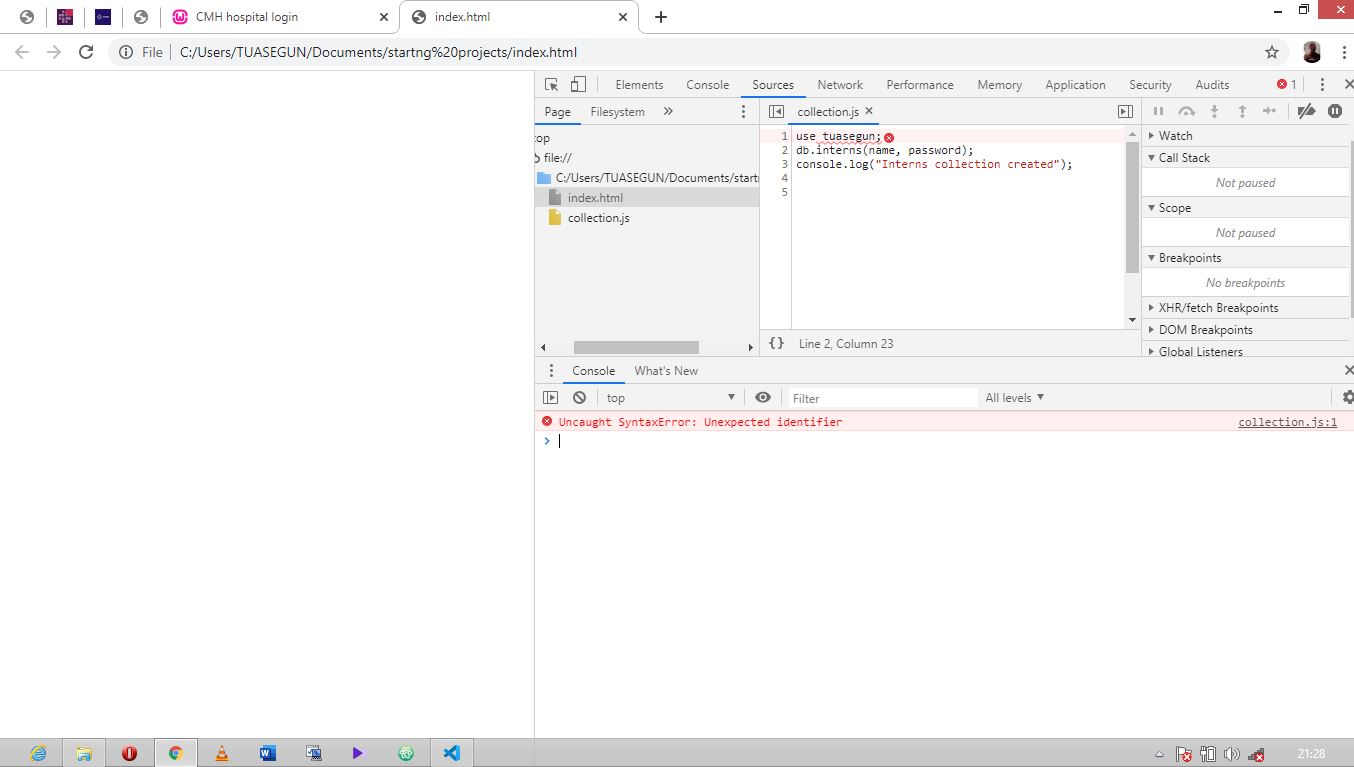 CMH hospital login
index.html
File
C:/Users/TUASEGUN/Documents/startng%20projects/index.html
Elements Console Sources Network Performance Memory Application Security Audits 1
Page Filesystem »
collection.js
top
file://
C:/Users/TUASEGUN/Documents/startn
index.html
collection.js
1 use tuasegun;
2 db.interns(name, password);
3 console.log("Interns collection created");
4
5
{} Line 2, Column 23
Watch
Call Stack
Not paused
Scope
Not paused
Breakpoints
No breakpoints
XHR/fetch Breakpoints
DOM Breakpoints
Global Listeners
Console What's New
top Filter All levels
Uncaught SyntaxError: Unexpected identifier collection.js:1
21:28